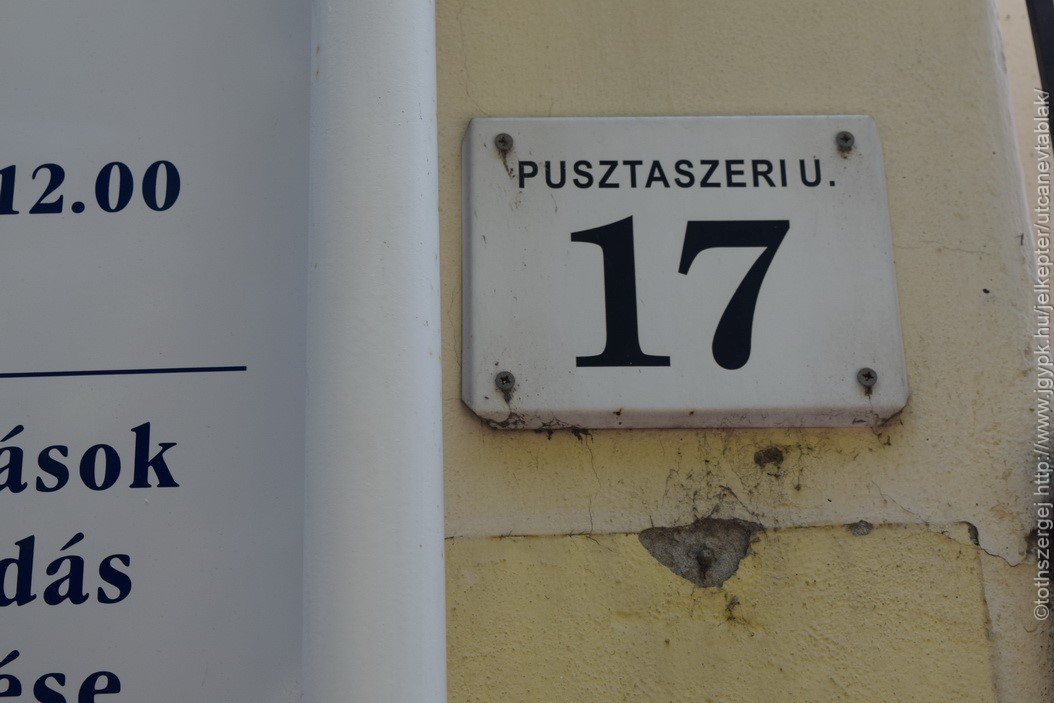 12.00
ások
dás
ése
PUSZTASZERI U.
17
©tothszergej http://www.jgypk.hu/jelkepter/utcanevtablak/